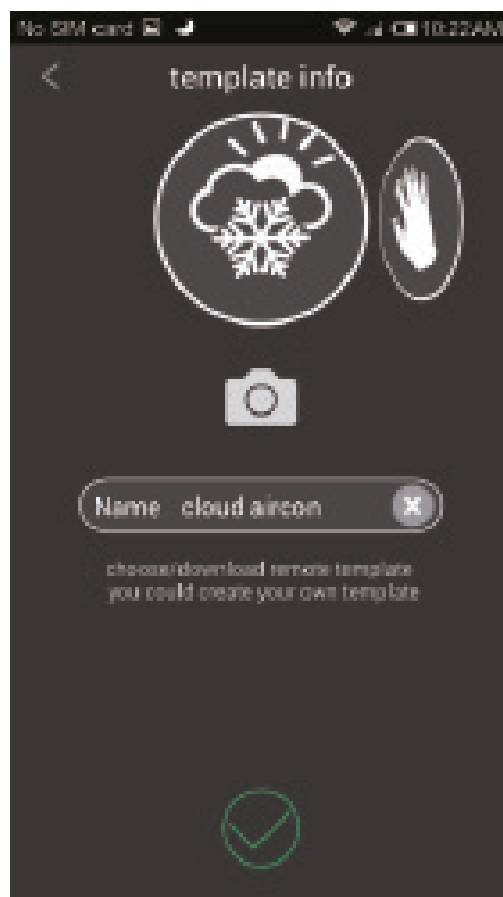 No SIM card 10:22AM
template info
Name cloud aircon
choose/download remote template
you could create your own template